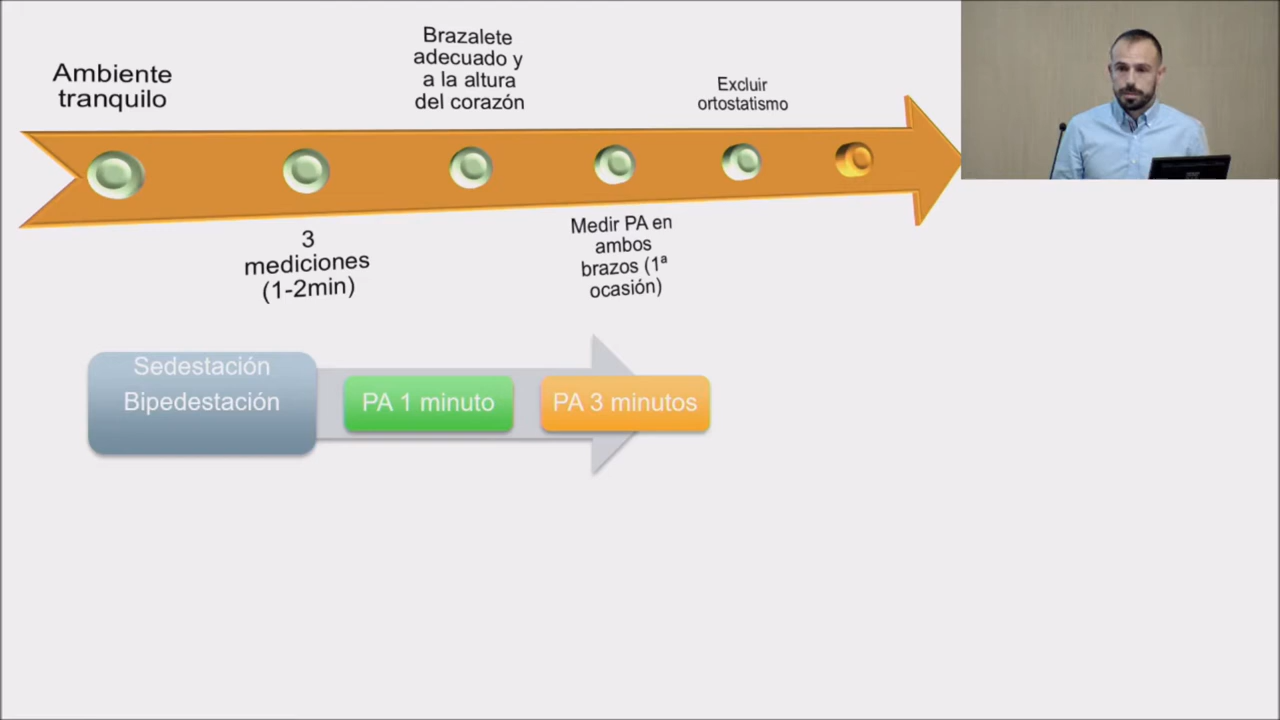 Ambiente
tranquilo
3
mediciones
(1-2min)
Brazalete
adecuado y
a la altura
del corazón
Medir PA en
ambos
brazos (1ª
ocasión)
Excluir
ortostatismo
Sedestación
Bipedestación
PA 1 minuto
PA 3 minutos